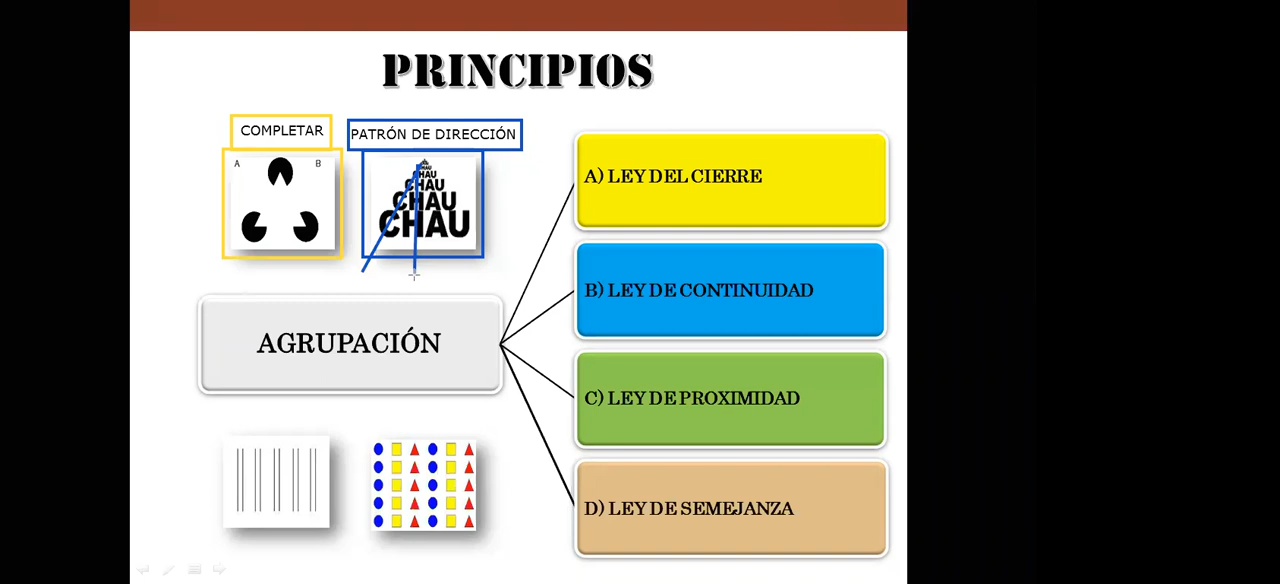 PRINCIPIOS
COMPLETAR
PATRÓN DE DIRECCIÓN
A B
CHAU
CHAU
CHAU
CHAU
A) LEY DEL CIERRE
B) LEY DE CONTINUIDAD
AGRUPACIÓN
C) LEY DE PROXIMIDAD
D) LEY DE SEMEJANZA